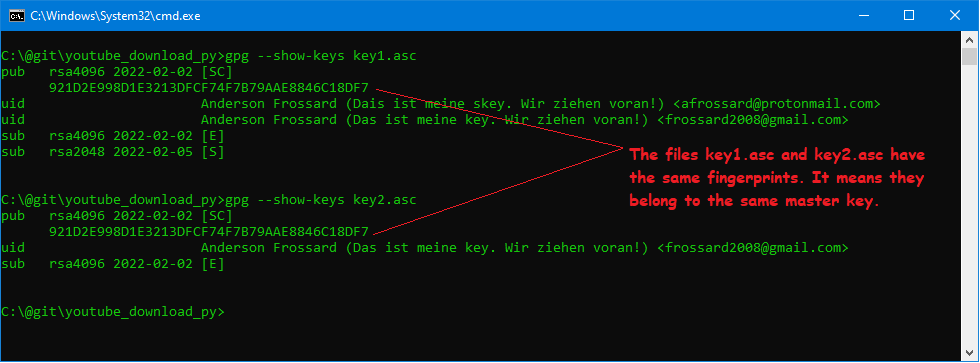 C:\Windows\System32\cmd.exe
C:\@git\youtube_download_py>gpg --show-keys key1.asc
pub   rsa4096 2022-02-02 [SC]
      921D2E998D1E3213DFCF74F7B79AAE8846C18DF7
uid                      Anderson Frossard (Dais ist meine skey. Wir ziehen voran!) <afrossard@protonmail.com>
uid                      Anderson Frossard (Das ist meine key. Wir ziehen voran!) <frossard2008@gmail.com>
sub   rsa4096 2022-02-02 [E]
sub   rsa2048 2022-02-05 [S]
The files key1.asc and key2.asc have
the same fingerprints. It means they
belong to the same master key.
C:\@git\youtube_download_py>gpg --show-keys key2.asc
pub   rsa4096 2022-02-02 [SC]
      921D2E998D1E3213DFCF74F7B79AAE8846C18DF7
uid                      Anderson Frossard (Das ist meine key. Wir ziehen voran!) <frossard2008@gmail.com>
sub   rsa4096 2022-02-02 [E]
C:\@git\youtube_download_py>